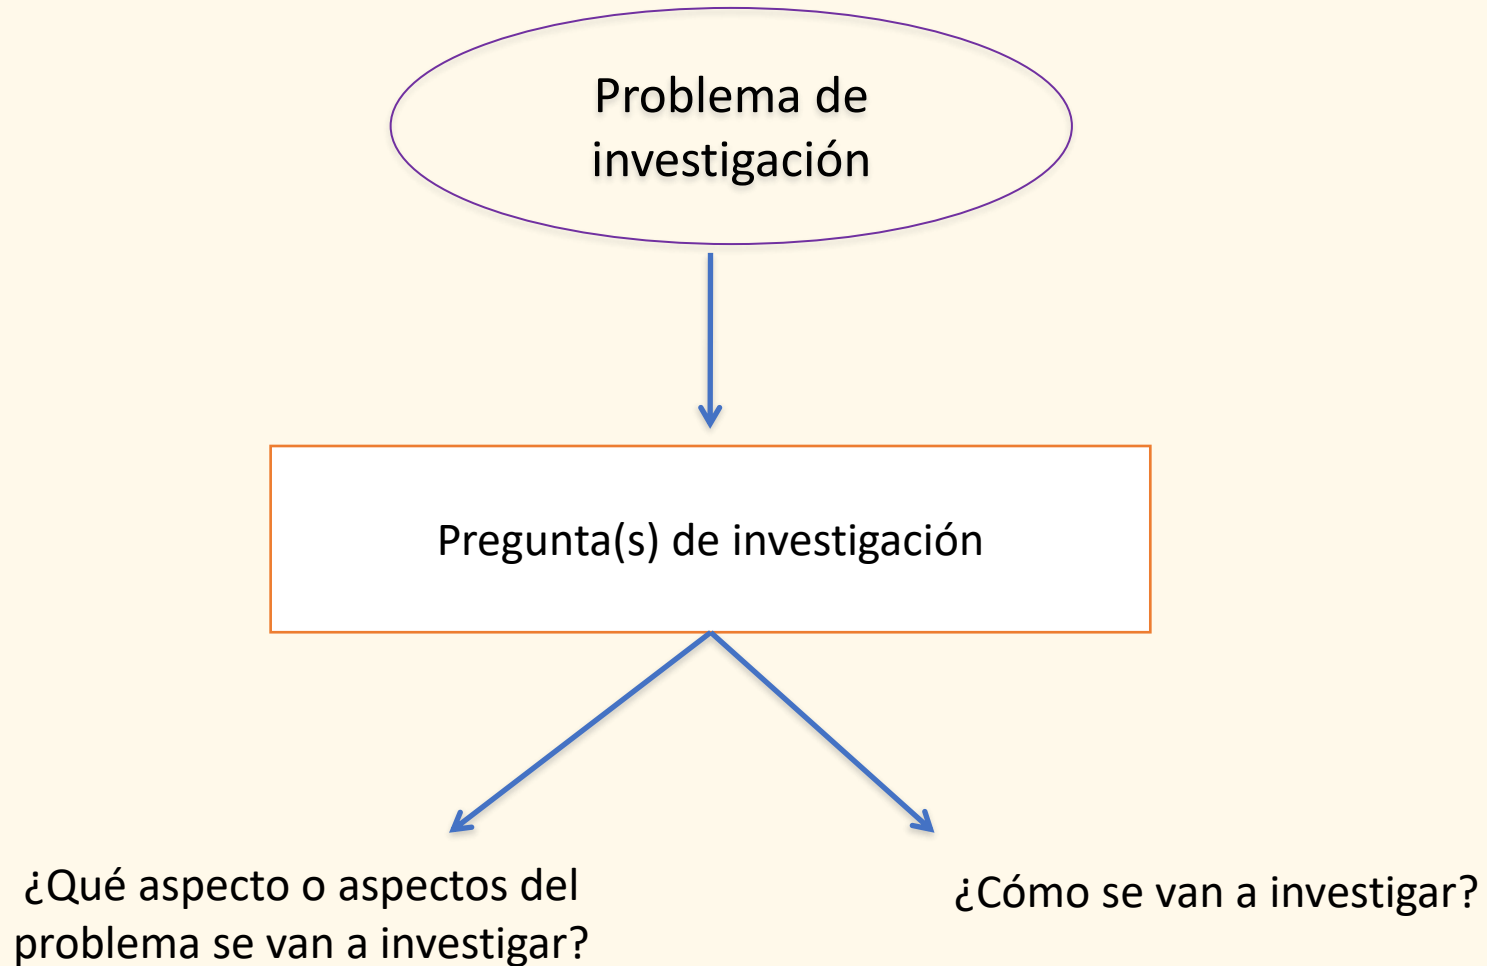 Problema de
investigación
Pregunta(s) de investigación
¿Qué aspecto o aspectos del
problema se van a investigar?
¿Cómo se van a investigar?